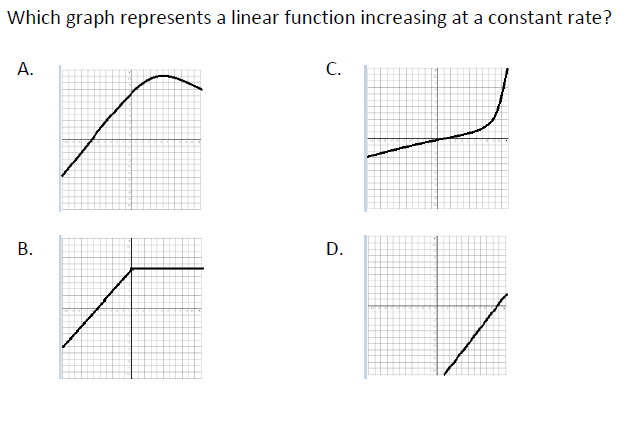 Which graph represents a linear function increasing at a constant rate?
A.
C.
B.
D.